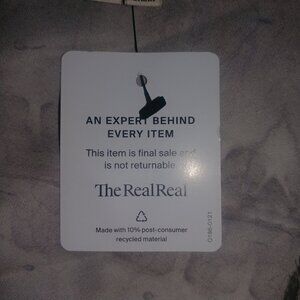 AN EXPERT BEHIND
EVERY ITEM
This item is final sale and
is not returnable.
TheRealReal
Made with 10% post-consumer
recycled material